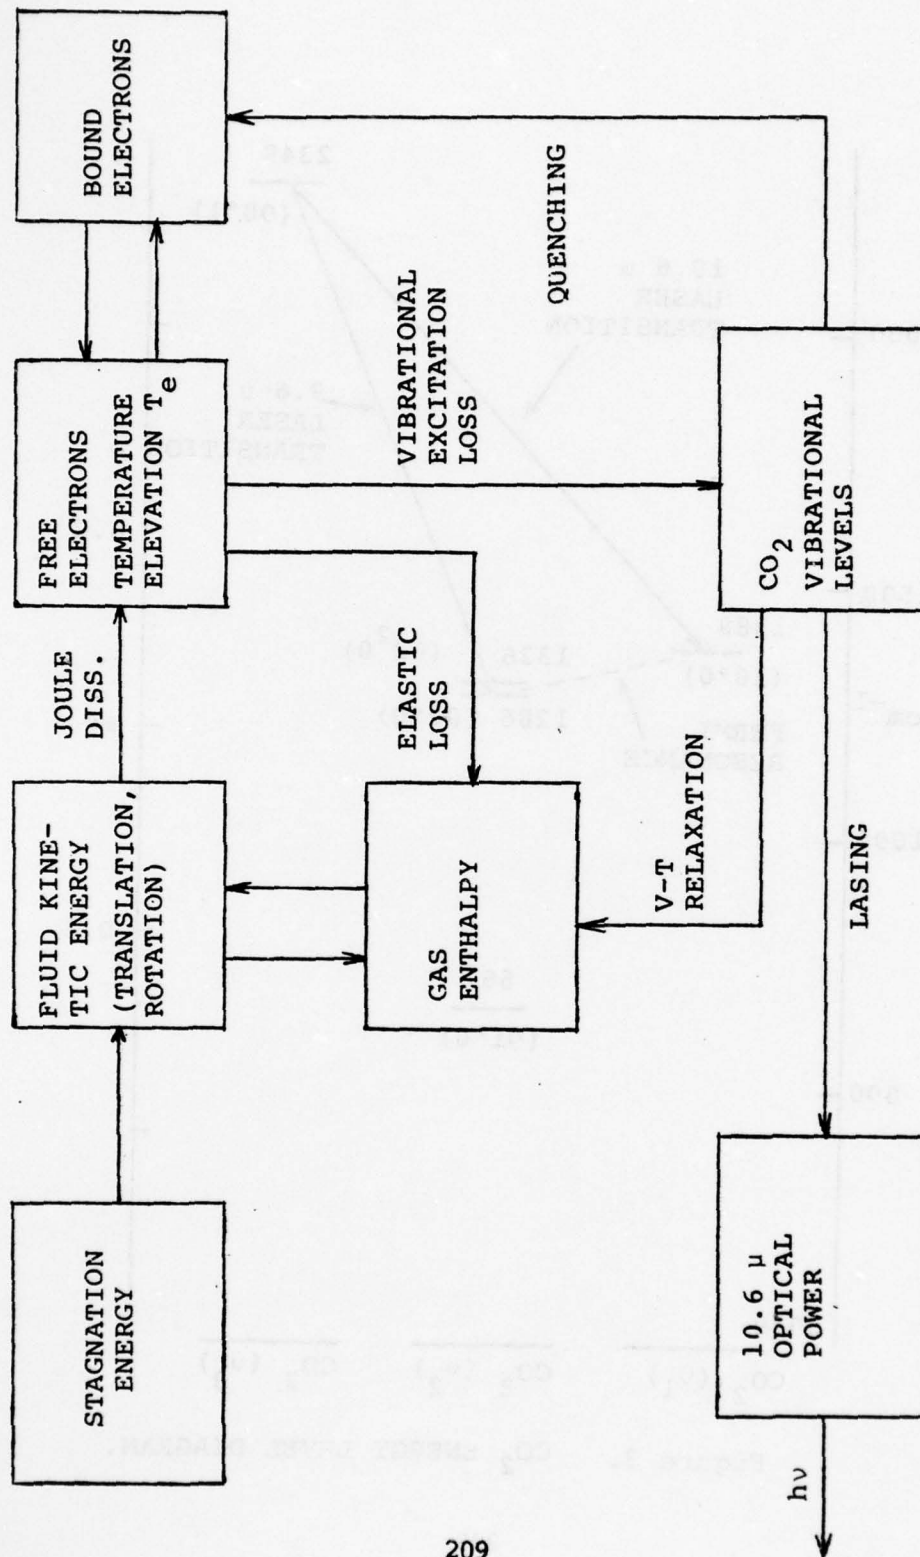 STAGNATION
ENERGY
FLUID KINE-
TIC ENERGY
(TRANSLATION,
ROTATION)
JOULE
DISS.
FREE
ELECTRONS
TEMPERATURE
ELEVATION Te
BOUND
ELECTRONS
GAS
ENTHALPY
ELASTIC
LOSS
VIBRATIONAL
EXCITATION
LOSS
QUENCHING
V-T
RELAXATION
CO2
VIBRATIONAL
LEVELS
LASING
10.6 μ
OPTICAL
POWER
hν
209